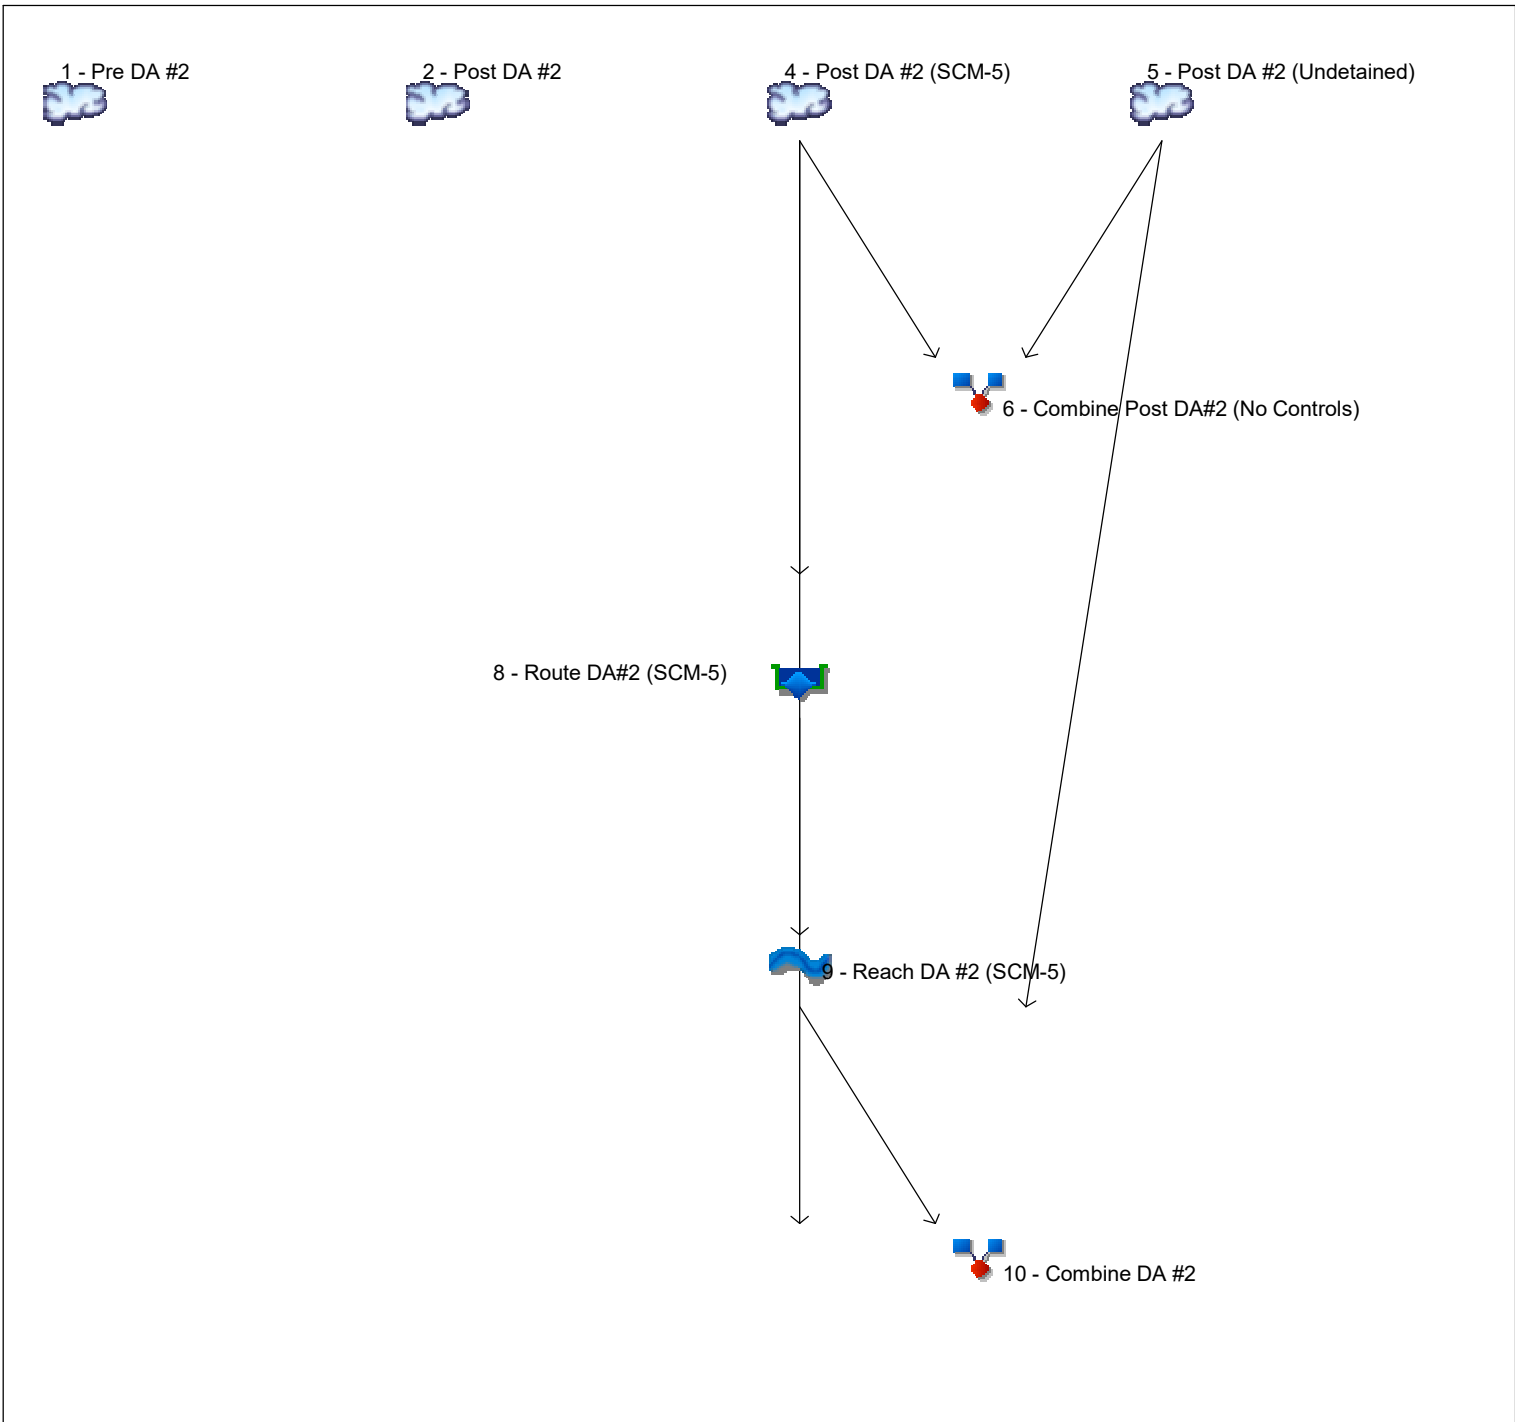 1 - Pre DA #2
2 - Post DA #2
4 - Post DA #2 (SCM-5)
5 - Post DA #2 (Undetained)
6 - Combine Post DA#2 (No Controls)
8 - Route DA#2 (SCM-5)
9 - Reach DA #2 (SCM-5)
10 - Combine DA #2